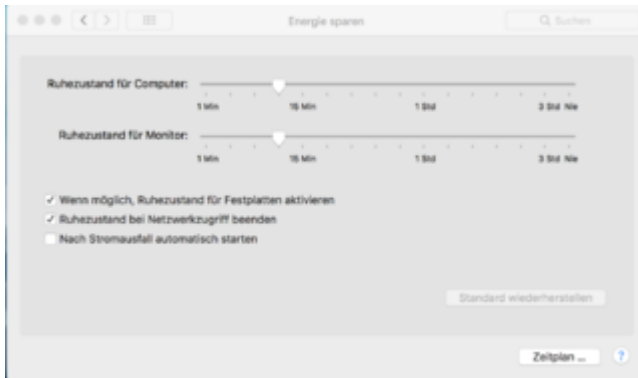 Energie sparen
Suchen
Ruhezustand für Computer:
1 Min 15 Min 1 Std 3 Std Nie
Ruhezustand für Monitor:
1 Min 15 Min 1 Std 3 Std Nie
Wenn möglich, Ruhezustand für Festplatten aktivieren
Ruhezustand bei Netzwerkzugriff beenden
Nach Stromausfall automatisch starten
Standard wiederherstellen
Zeitplan ... ?